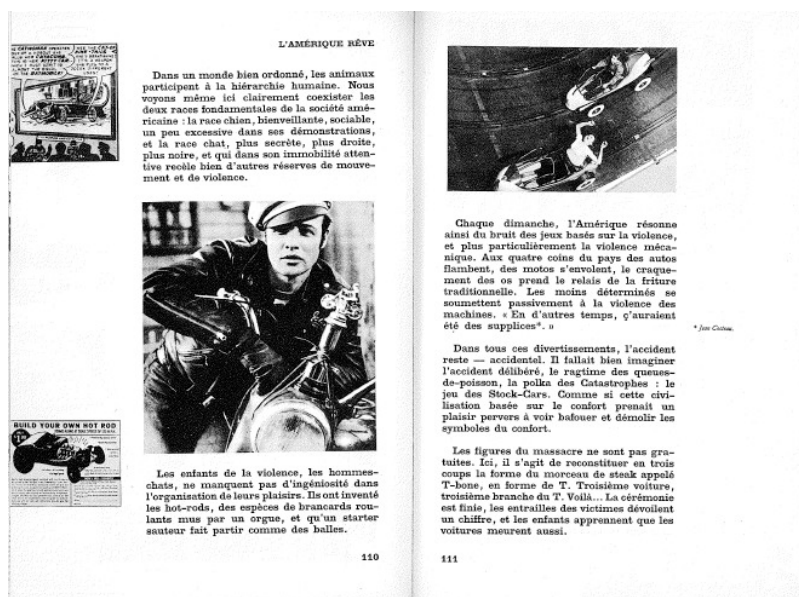 L'AMÉRIQUE RÊVE
Dans un monde bien ordonné, les animaux
participent à la hiérarchie humaine. Nous
voyons même ici clairement coexister les
deux races fondamentales de la société amé-
ricaine : la race chien, bienveillante, sociable,
un peu excessive dans ses démonstrations,
et la race chat, plus secrète, plus droite,
plus noire, et qui dans son immobilité atten-
tive recèle bien d'autres réserves de mouve-
ment et de violence.
BUILD YOUR OWN HOT ROD
Les enfants de la violence, les hommes-
chats, ne manquent pas d'ingéniosité dans
l'organisation de leurs plaisirs. Ils ont inventé
les hot-rods, des espèces de brancards rou-
lants mus par un orgue, et qu'un starter
sauteur fait partir comme des balles.
110
Chaque dimanche, l'Amérique résonne
ainsi du bruit des jeux basés sur la violence,
et plus particulièrement la violence méca-
nique. Aux quatre coins du pays des autos
flambent, des motos s'envolent, le craque-
ment des os prend le relais de la friture
traditionnelle. Les moins déterminés se
soumettent passivement à la violence des
machines. « En d'autres temps, ç'auraient
été des supplices*. »
* Jean Cocteau.
Dans tous ces divertissements, l'accident
reste — accidentel. Il fallait bien imaginer
l'accident délibéré, le ragtime des queues-
de-poisson, la polka des Catastrophes : le
jeu des Stock-Cars. Comme si cette civi-
lisation basée sur le confort prenait un
plaisir pervers à voir bafouer et démolir les
symboles du confort.
Les figures du massacre ne sont pas gra-
tuites. Ici, il s'agit de reconstituer en trois
coups la forme du morceau de steak appelé
T-bone, en forme de T. Troisième voiture,
troisième branche du T. Voilà... La cérémonie
est finie, les entrailles des victimes dévoilent
un chiffre, et les enfants apprennent que les
voitures meurent aussi.
111